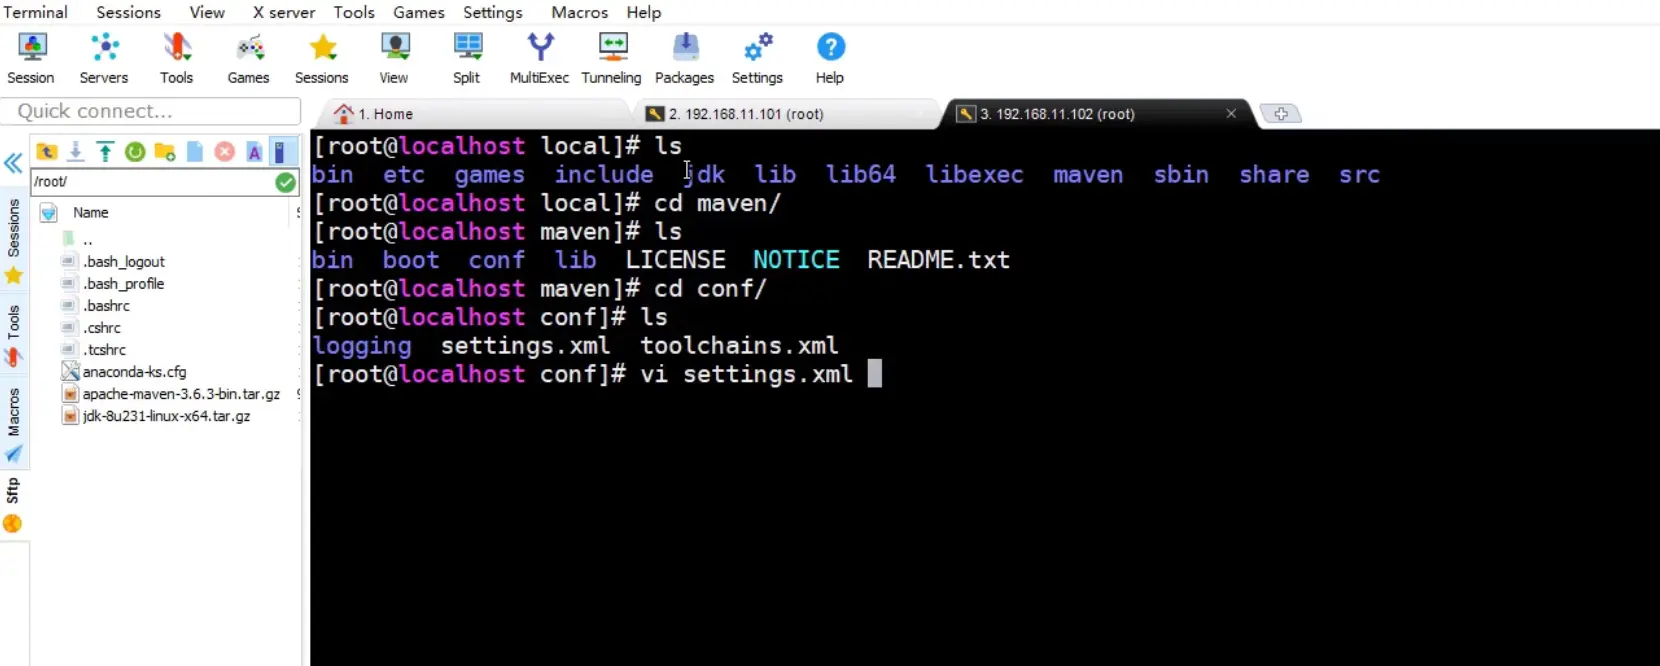 Terminal Sessions View X server Tools Games Settings Macros Help
Session Servers Tools Games Sessions View Split MultiExec Tunneling Packages Settings Help
Quick connect...
1. Home
2. 192.168.11.101 (root)
3. 192.168.11.102 (root)
/root/
Name
..
.bash_logout
.bash_profile
.bashrc
.cshrc
.tcshrc
anaconda-ks.cfg
apache-maven-3.6.3-bin.tar.gz
jdk-8u231-linux-x64.tar.gz
Sessions
Tools
Macros
Sftp
[root@localhost local]# ls
bin etc games include jdk lib lib64 libexec maven sbin share src
[root@localhost local]# cd maven/
[root@localhost maven]# ls
bin boot conf lib LICENSE NOTICE README.txt
[root@localhost maven]# cd conf/
[root@localhost conf]# ls
logging settings.xml toolchains.xml
[root@localhost conf]# vi settings.xml